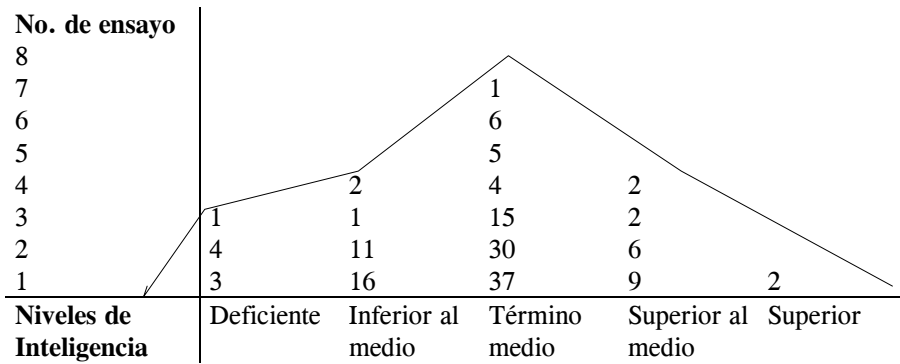 No. de ensayo
8
7 1
6 6
5 5
4 2 4 2
3 1 1 15 2
2 4 11 30 6
1 3 16 37 9 2
Niveles de Deficiente Inferior al Término Superior al Superior
Inteligencia medio medio medio